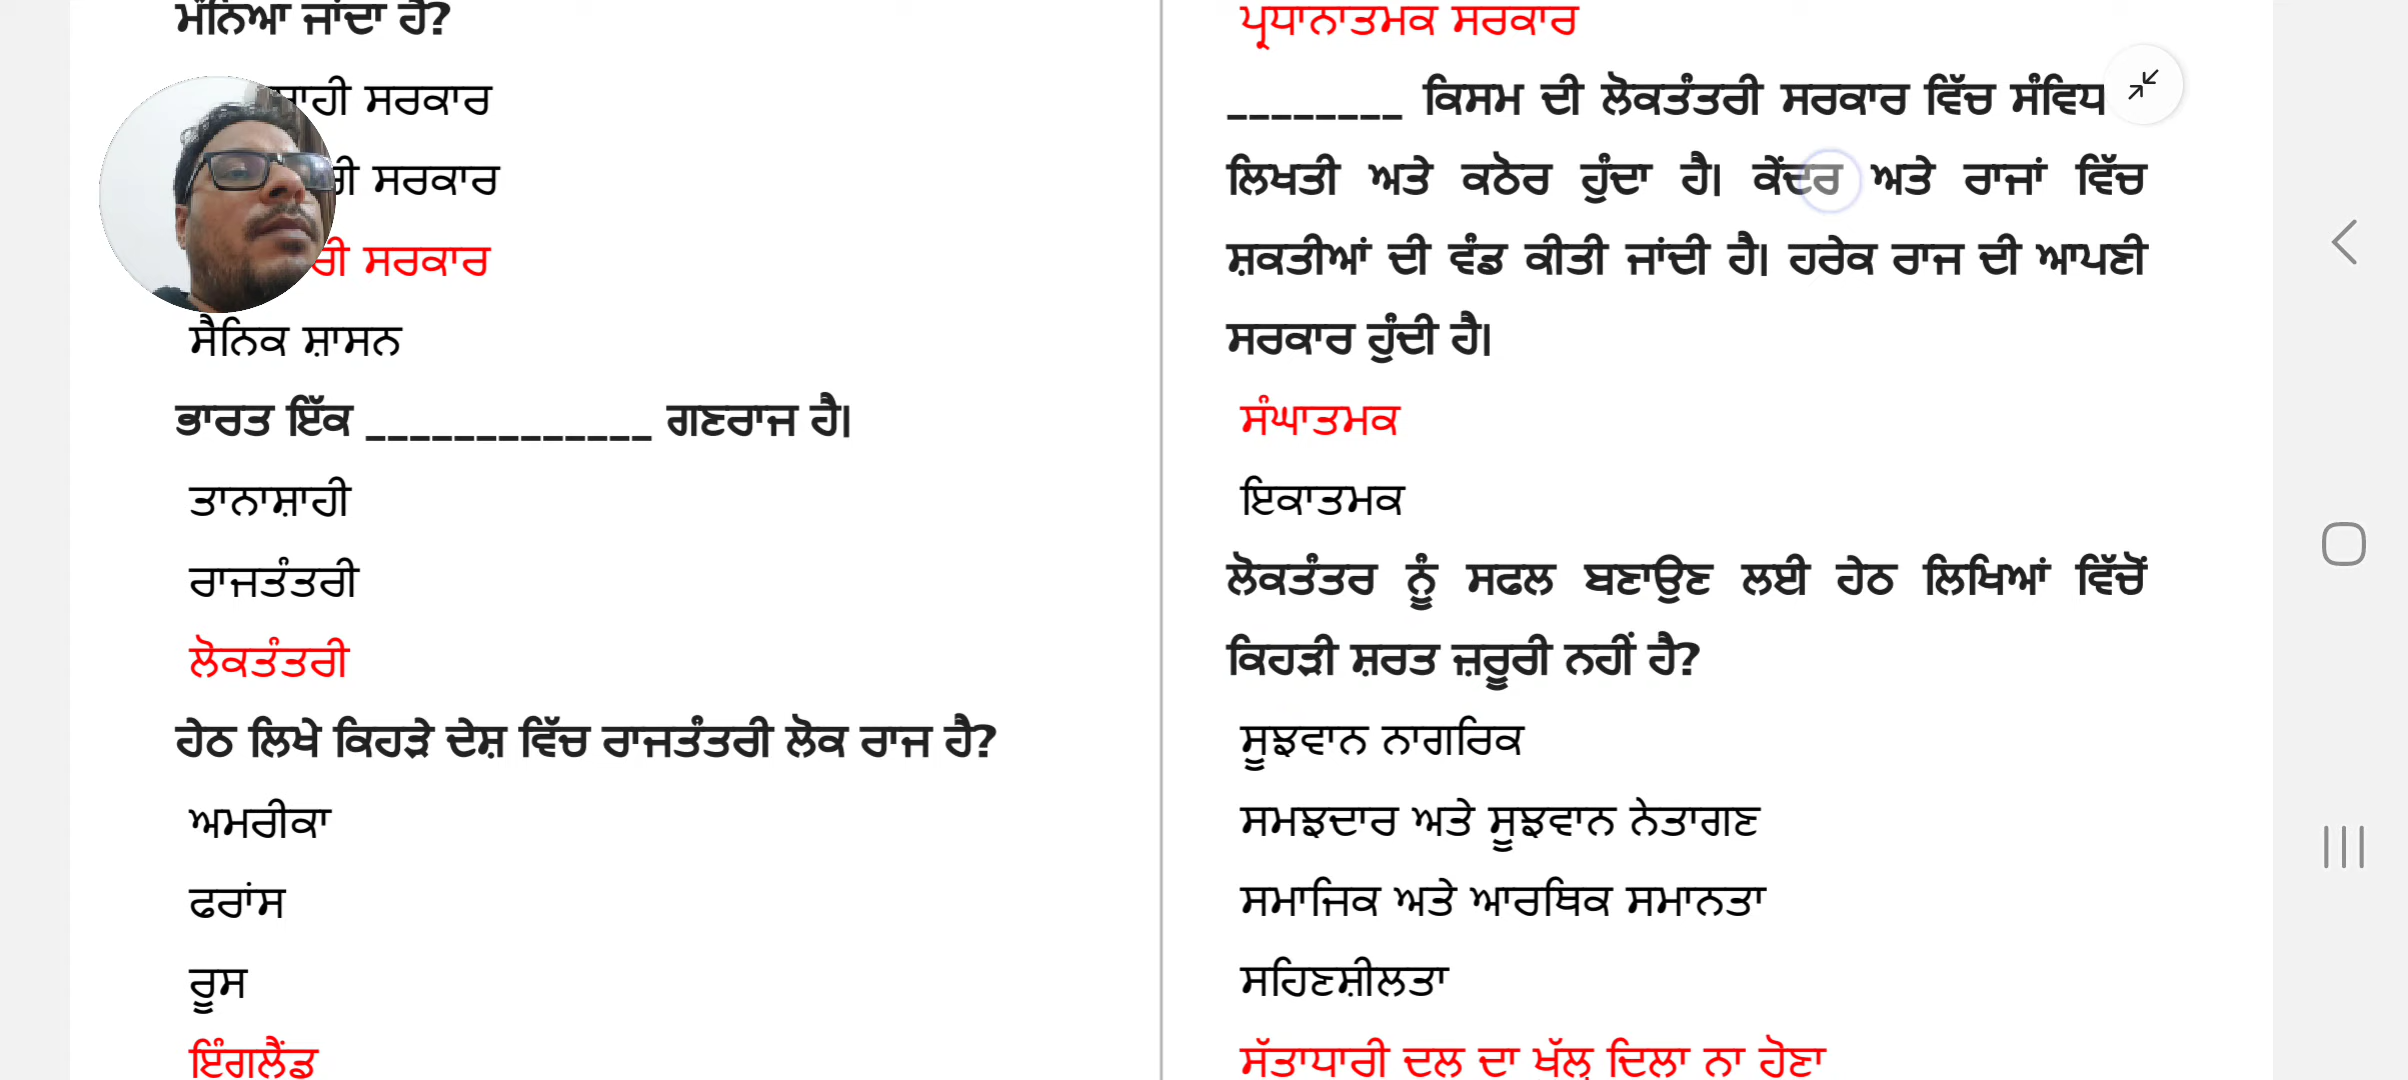 ਮੰਨਿਆ ਜਾਂਦਾ ਹੈ?
ਸਰਕਾਰ
ਸਰਕਾਰ
ਸਰਕਾਰ
ਸੈਨਿਕ ਸ਼ਾਸਨ
ਭਾਰਤ ਇੱਕ _____________ ਗਣਰਾਜ ਹੈ।
ਤਾਨਾਸ਼ਾਹੀ
ਰਾਜਤੰਤਰੀ
ਲੋਕਤੰਤਰੀ
ਹੇਠ ਲਿਖੇ ਕਿਹੜੇ ਦੇਸ਼ ਵਿੱਚ ਰਾਜਤੰਤਰੀ ਲੋਕ ਰਾਜ ਹੈ?
ਅਮਰੀਕਾ
ਫਰਾਂਸ
ਰੂਸ
ਇੰਗਲੈਂਡ
ਪ੍ਰਧਾਨਾਤਮਕ ਸਰਕਾਰ
________ ਕਿਸਮ ਦੀ ਲੋਕਤੰਤਰੀ ਸਰਕਾਰ ਵਿੱਚ
ਲਿਖਤੀ ਅਤੇ ਕਠੋਰ ਹੁੰਦਾ ਹੈ। ਕੇਂਦਰ ਅਤੇ ਰਾਜਾਂ ਵਿੱਚ
ਸ਼ਕਤੀਆਂ ਦੀ ਵੰਡ ਕੀਤੀ ਜਾਂਦੀ ਹੈ। ਹਰੇਕ ਰਾਜ ਦੀ ਆਪਣੀ
ਸਰਕਾਰ ਹੁੰਦੀ ਹੈ।
ਸੰਘਾਤਮਕ
ਇਕਾਤਮਕ
ਲੋਕਤੰਤਰ ਨੂੰ ਸਫਲ ਬਣਾਉਣ ਲਈ ਹੇਠ ਲਿਖਿਆਂ ਵਿੱਚੋਂ
ਕਿਹੜੀ ਸ਼ਰਤ ਜ਼ਰੂਰੀ ਨਹੀਂ ਹੈ?
ਸੂਝਵਾਨ ਨਾਗਰਿਕ
ਸਮਝਦਾਰ ਅਤੇ ਸੂਝਵਾਨ ਨੇਤਾਗਣ
ਸਮਾਜਿਕ ਅਤੇ ਆਰਥਿਕ ਸਮਾਨਤਾ
ਸਹਿਣਸ਼ੀਲਤਾ
ਸੱਤਾਧਾਰੀ ਦਲ ਦਾ ਖੁੱਲ੍ਹ ਦਿਲਾ ਨਾ ਹੋਣਾ